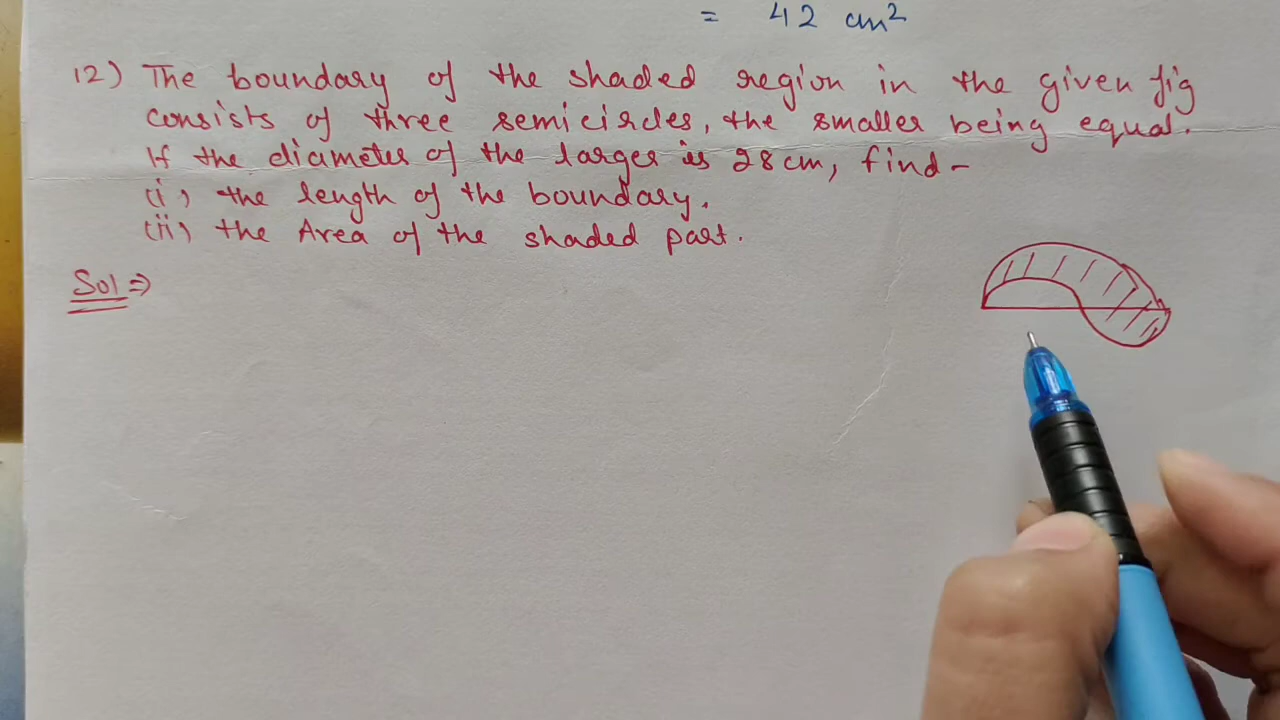 = 42 cm²
12) The boundary of the shaded region in the given fig
consists of three semicircles, the smaller being equal.
If the diameter of the larger is 28cm, find-
(i) the length of the boundary.
(ii) the Area of the shaded part.
Sol⇒